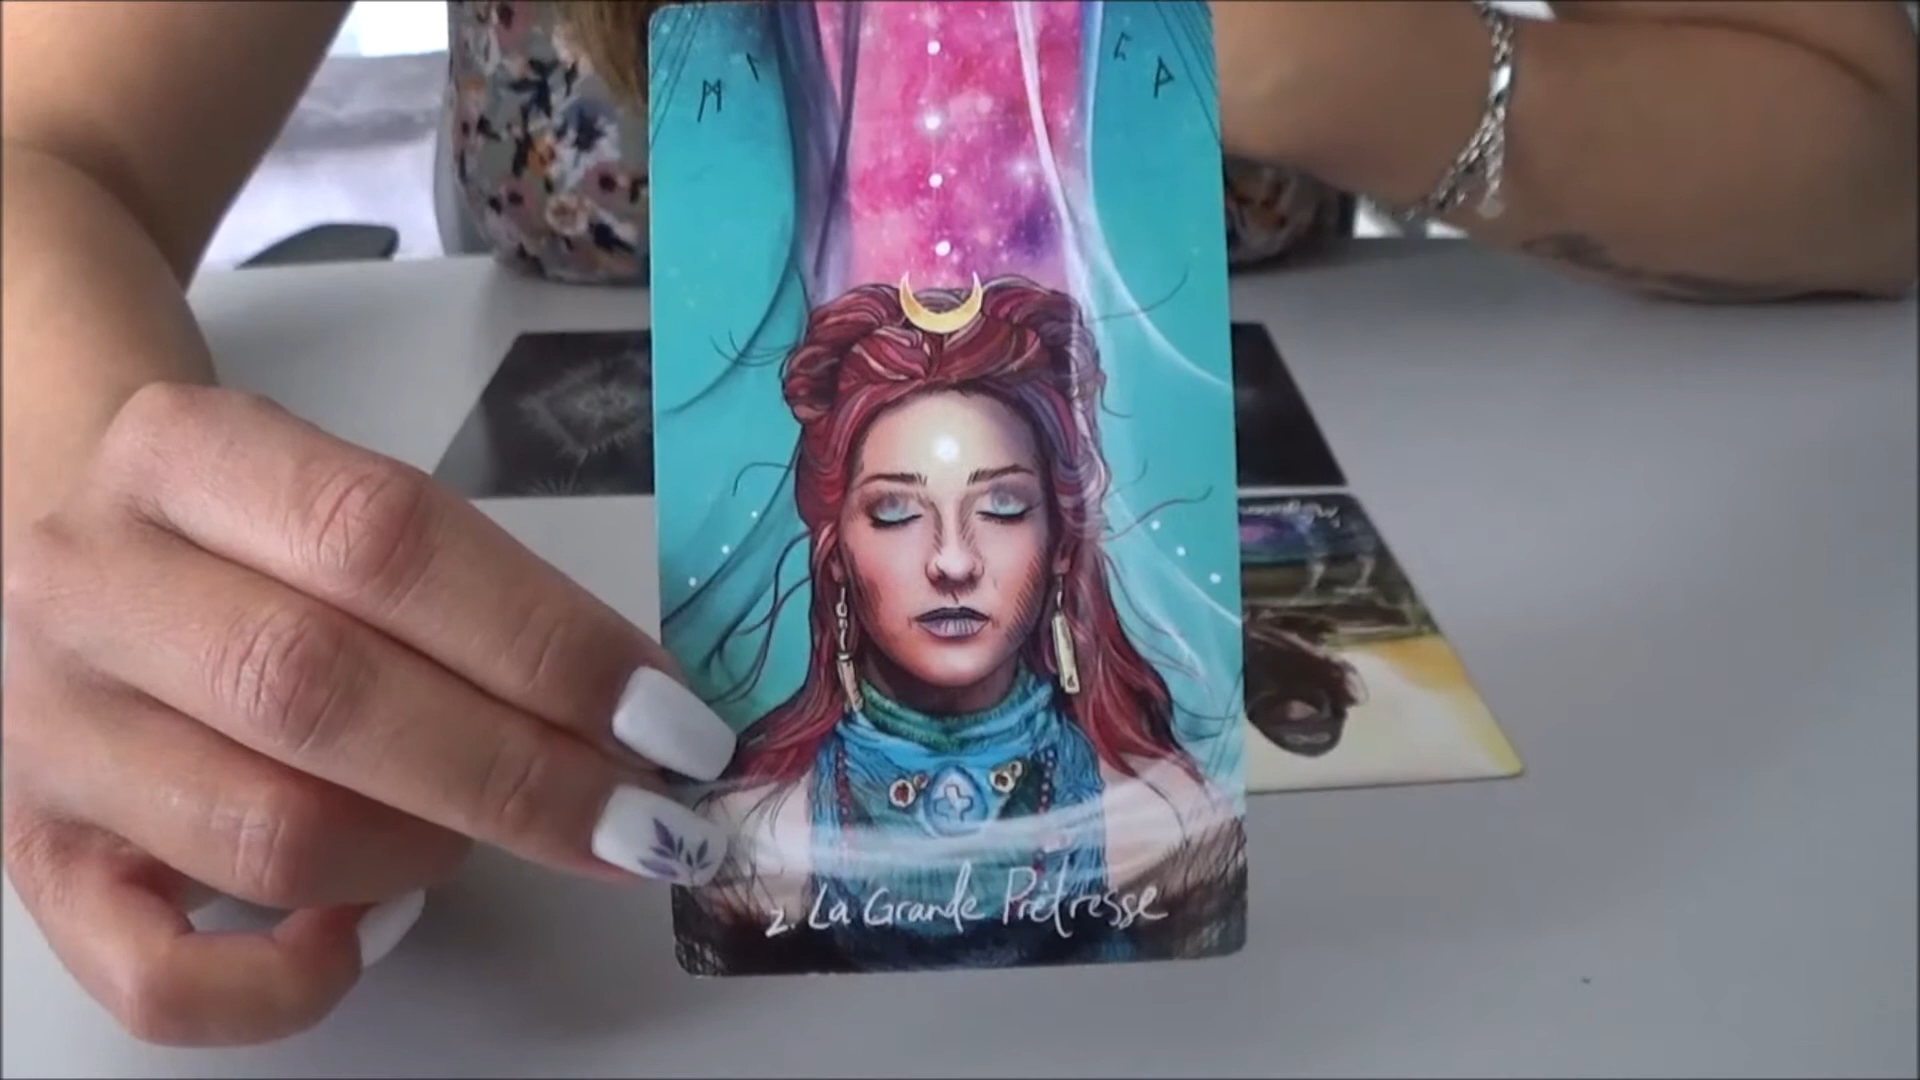 ᛗ ᛚ
ᚹ
2. La Grande Prêtresse